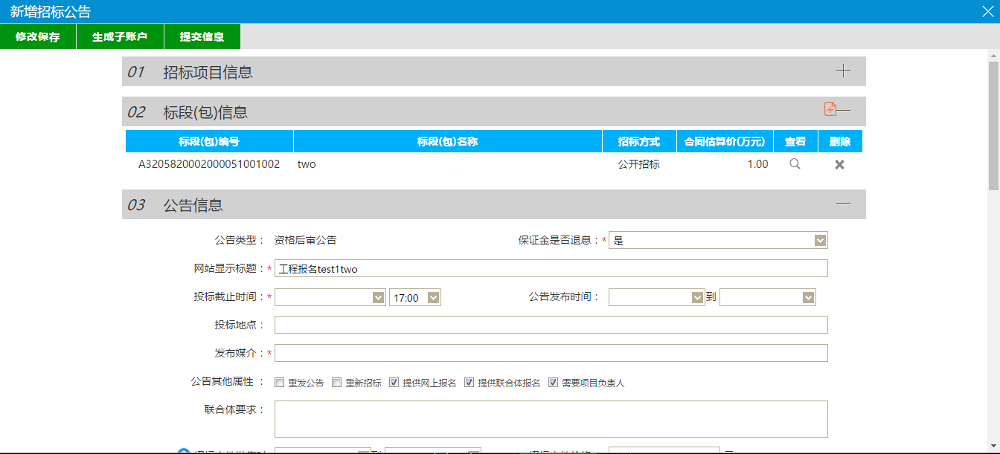 新增招标公告
修改保存 生成子账户 提交信息
01 招标项目信息
02 标段(包)信息
标段(包)编号 标段(包)名称 招标方式 合同估算价(万元) 查看 删除
A3205820002000051001002 two 公开招标 1.00
03 公告信息
公告类型： 资格后审公告 保证金是否退息：* 是
网站显示标题：* 工程报名test1two
投标截止时间：* 17:00 公告发布时间： 到
投标地点：
发布媒介：*
公告其他属性 ： 重发公告 重新招标 提供网上报名 提供联合体报名 需要项目负责人
联合体要求：